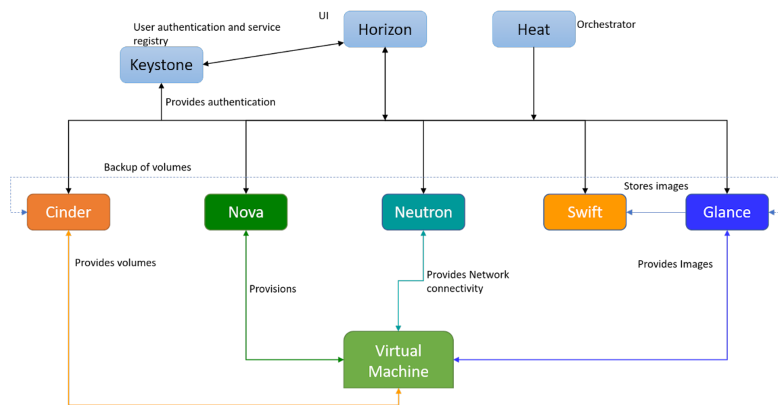 UI
Horizon
Heat
Orchestrator
User authentication and service
registry
Keystone
Provides authentication
Backup of volumes
Stores images
Cinder
Nova
Neutron
Swift
Glance
Provides volumes
Provisions
Provides Network
connectivity
Provides Images
Virtual
Machine